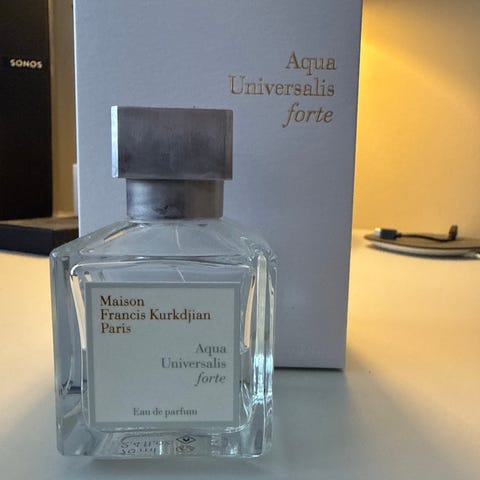 SONOS
Aqua
Universalis
forte
Maison
Francis Kurkdjian
Paris
Aqua
Universalis
forte
Eau de parfum